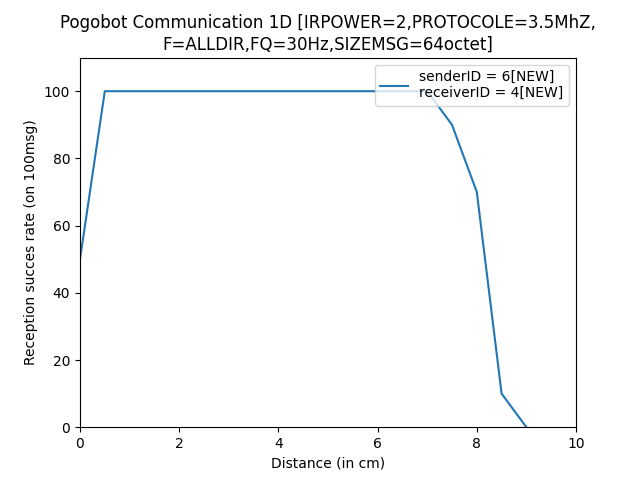 Pogobot Communication 1D [IRPOWER=2,PROTOCOLE=3.5MhZ,
F=ALLDIR,FQ=30Hz,SIZEMSG=64octet]
senderID = 6[NEW]
receiverID = 4[NEW]
Reception succes rate (on 100msg)
100
80
60
40
20
0
0 2 4 6 8 10
Distance (in cm)